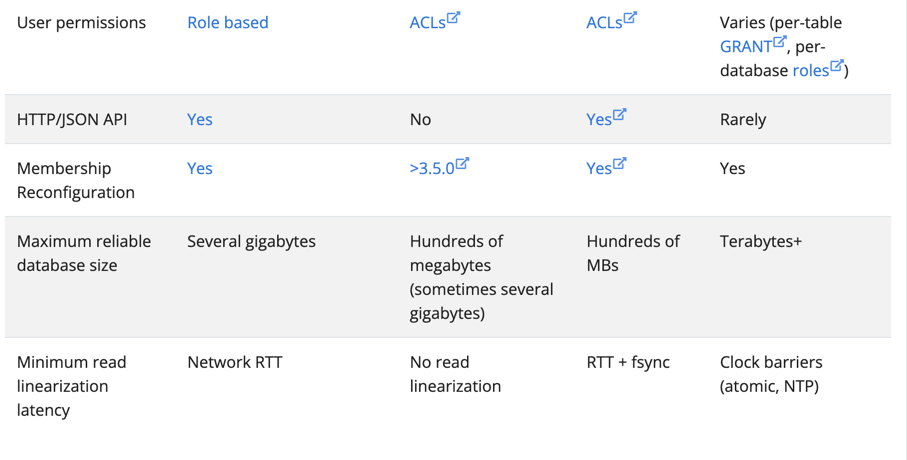 User permissions Role based ACLs ACLs Varies (per-table
GRANT, per-
database roles)
HTTP/JSON API Yes No Yes Rarely
Membership Yes >3.5.0 Yes Yes
Reconfiguration
Maximum reliable Several gigabytes Hundreds of Hundreds of Terabytes+
database size megabytes MBs
(sometimes several
gigabytes)
Minimum read Network RTT No read RTT + fsync Clock barriers
linearization linearization (atomic, NTP)
latency